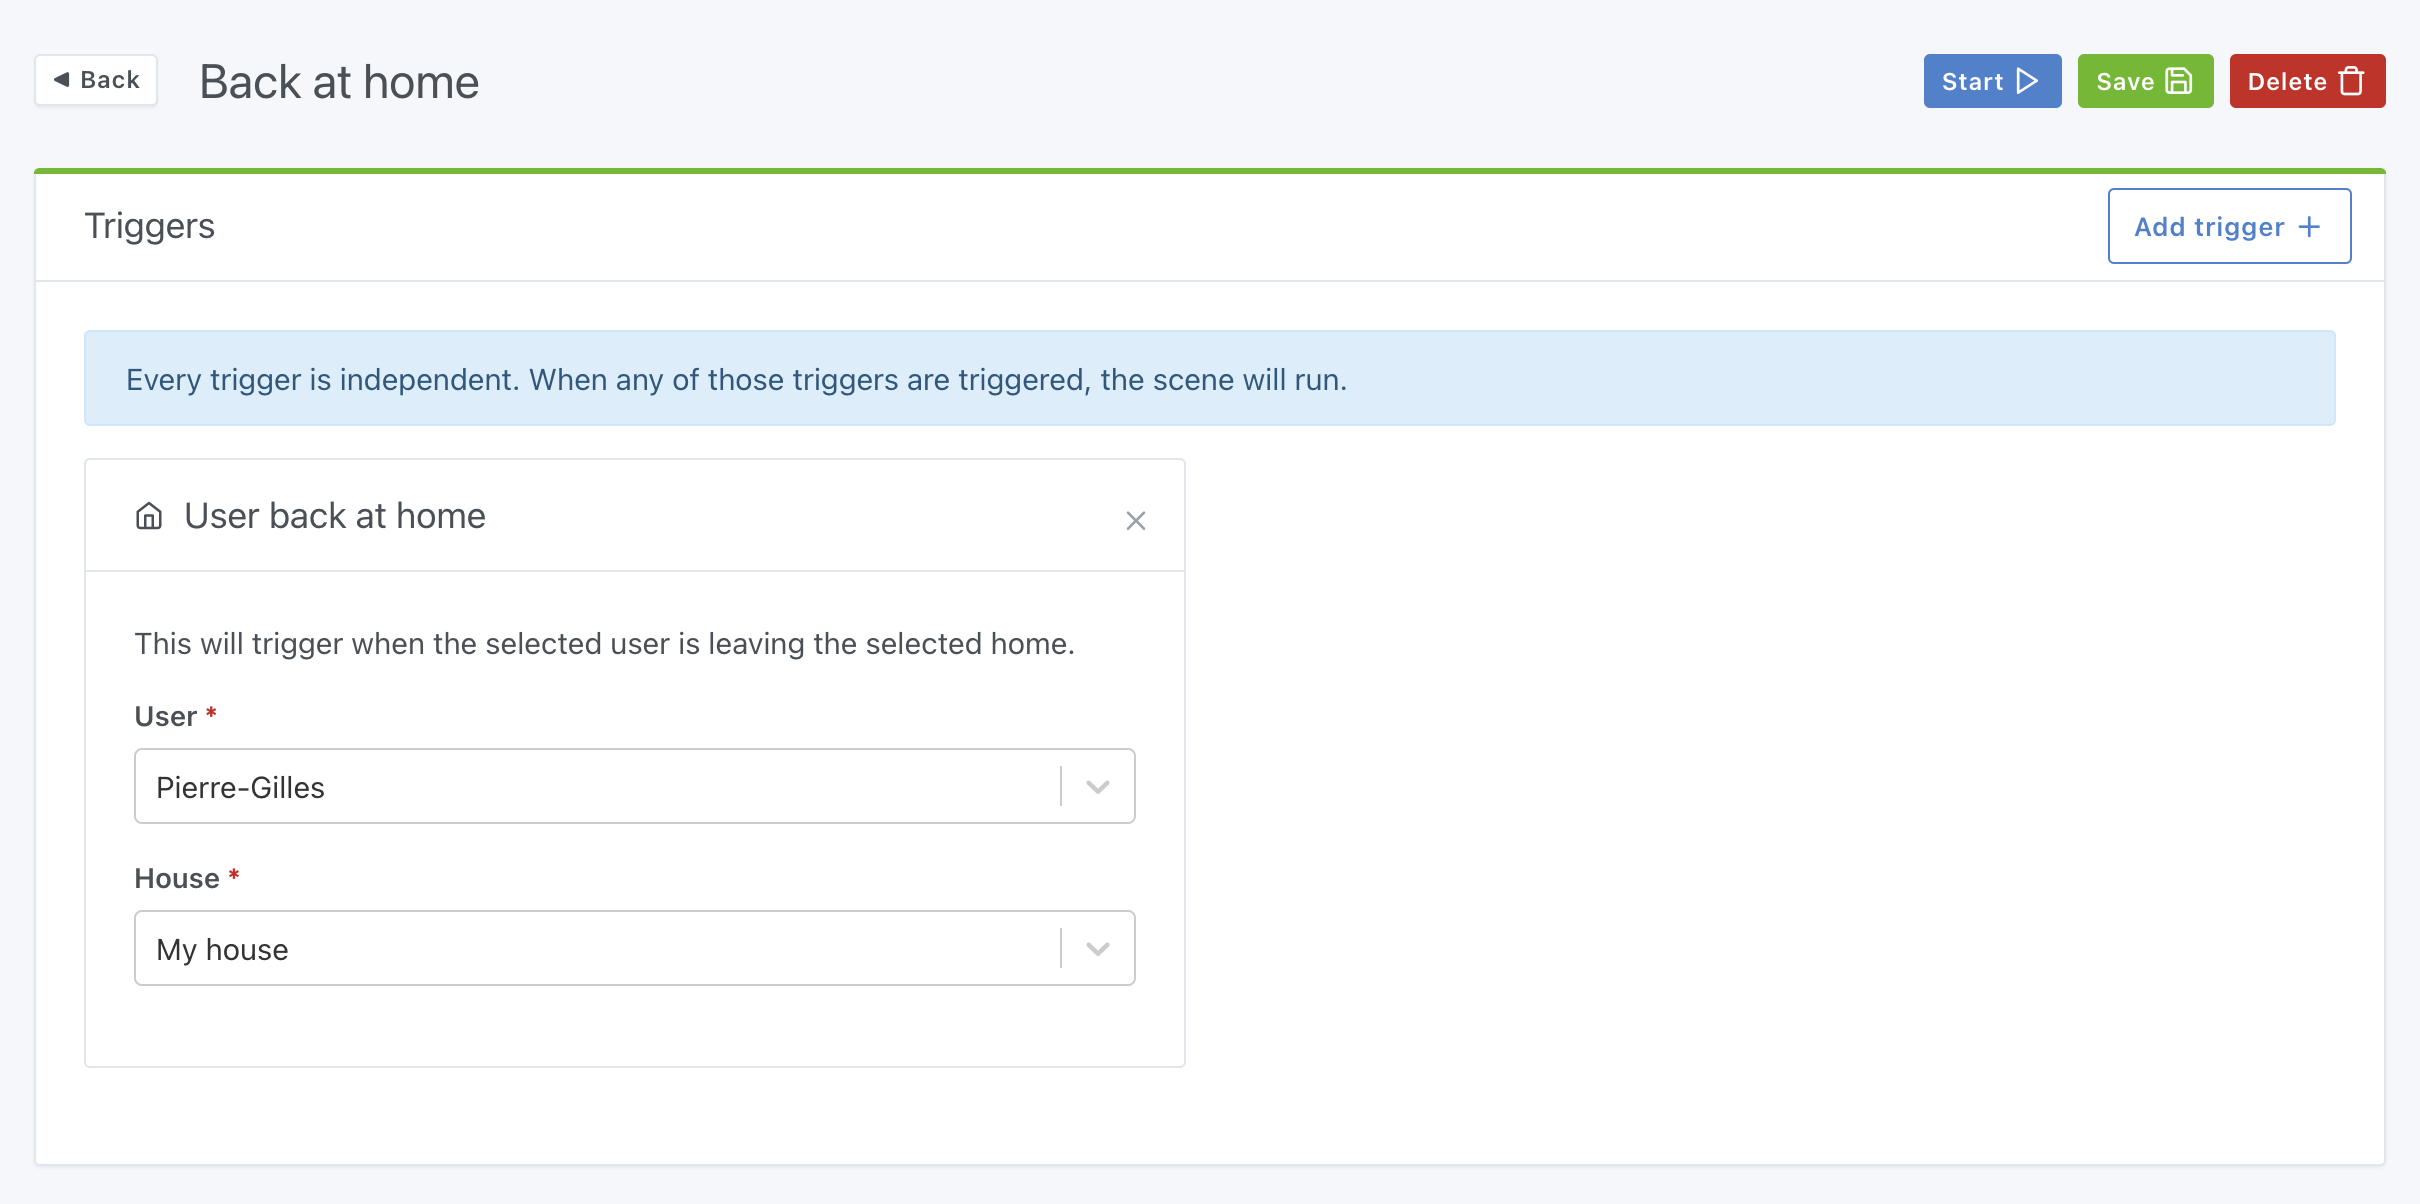 Back
Back at home
Start
Save
Delete
Triggers
Add trigger +
Every trigger is independent. When any of those triggers are triggered, the scene will run.
User back at home
This will trigger when the selected user is leaving the selected home.
User *
Pierre-Gilles
House *
My house